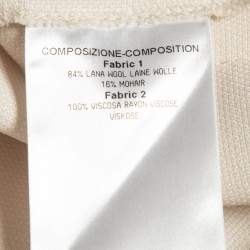 COMPOSIZIONE-COMPOSITION
Fabric 1
84% LANA WOOL LAINE WOLLE
16% MOHAIR
Fabric 2
100% VISCOSA RAYON VISCOSE
VISKOSE